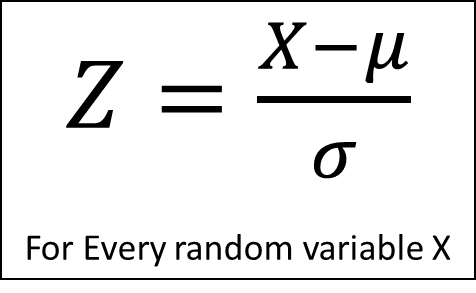 Z = X−μ / σ
For Every random variable X